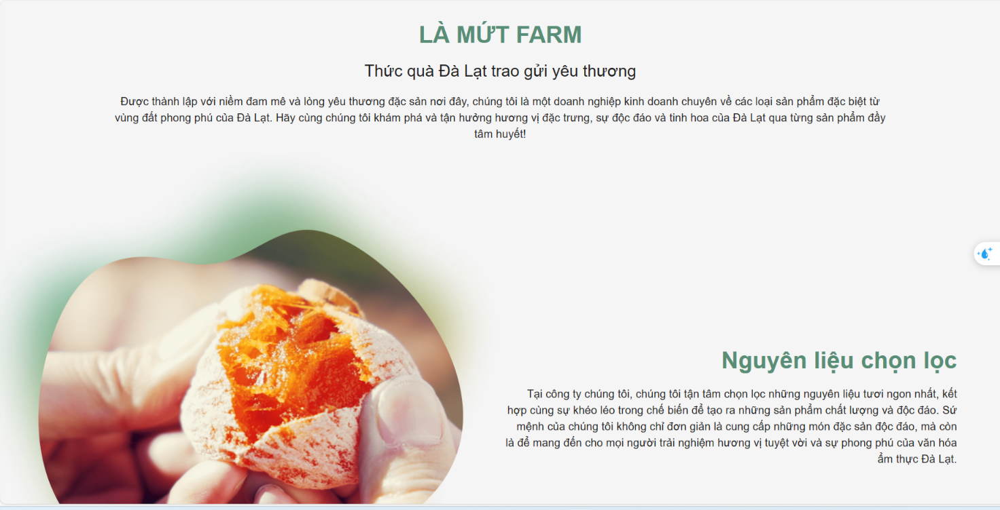 LÀ MỨT FARM
Thức quà Đà Lạt trao gửi yêu thương
Được thành lập với niềm đam mê và lòng yêu thương đặc sản nơi đây, chúng tôi là một doanh nghiệp kinh doanh chuyên về các loại sản phẩm đặc biệt từ
vùng đất phong phú của Đà Lạt. Hãy cùng chúng tôi khám phá và tận hưởng hương vị đặc trưng, sự độc đáo và tinh hoa của Đà Lạt qua từng sản phẩm đầy
tâm huyết!
Nguyên liệu chọn lọc
Tại công ty chúng tôi, chúng tôi tận tâm chọn lọc những nguyên liệu tươi ngon nhất, kết
hợp cùng sự khéo léo trong chế biến để tạo ra những sản phẩm chất lượng và độc đáo. Sứ
mệnh của chúng tôi không chỉ đơn giản là cung cấp những món đặc sản độc đáo, mà còn
là để mang đến cho mọi người trải nghiệm hương vị tuyệt vời và sự phong phú của văn hóa
ẩm thực Đà Lạt.